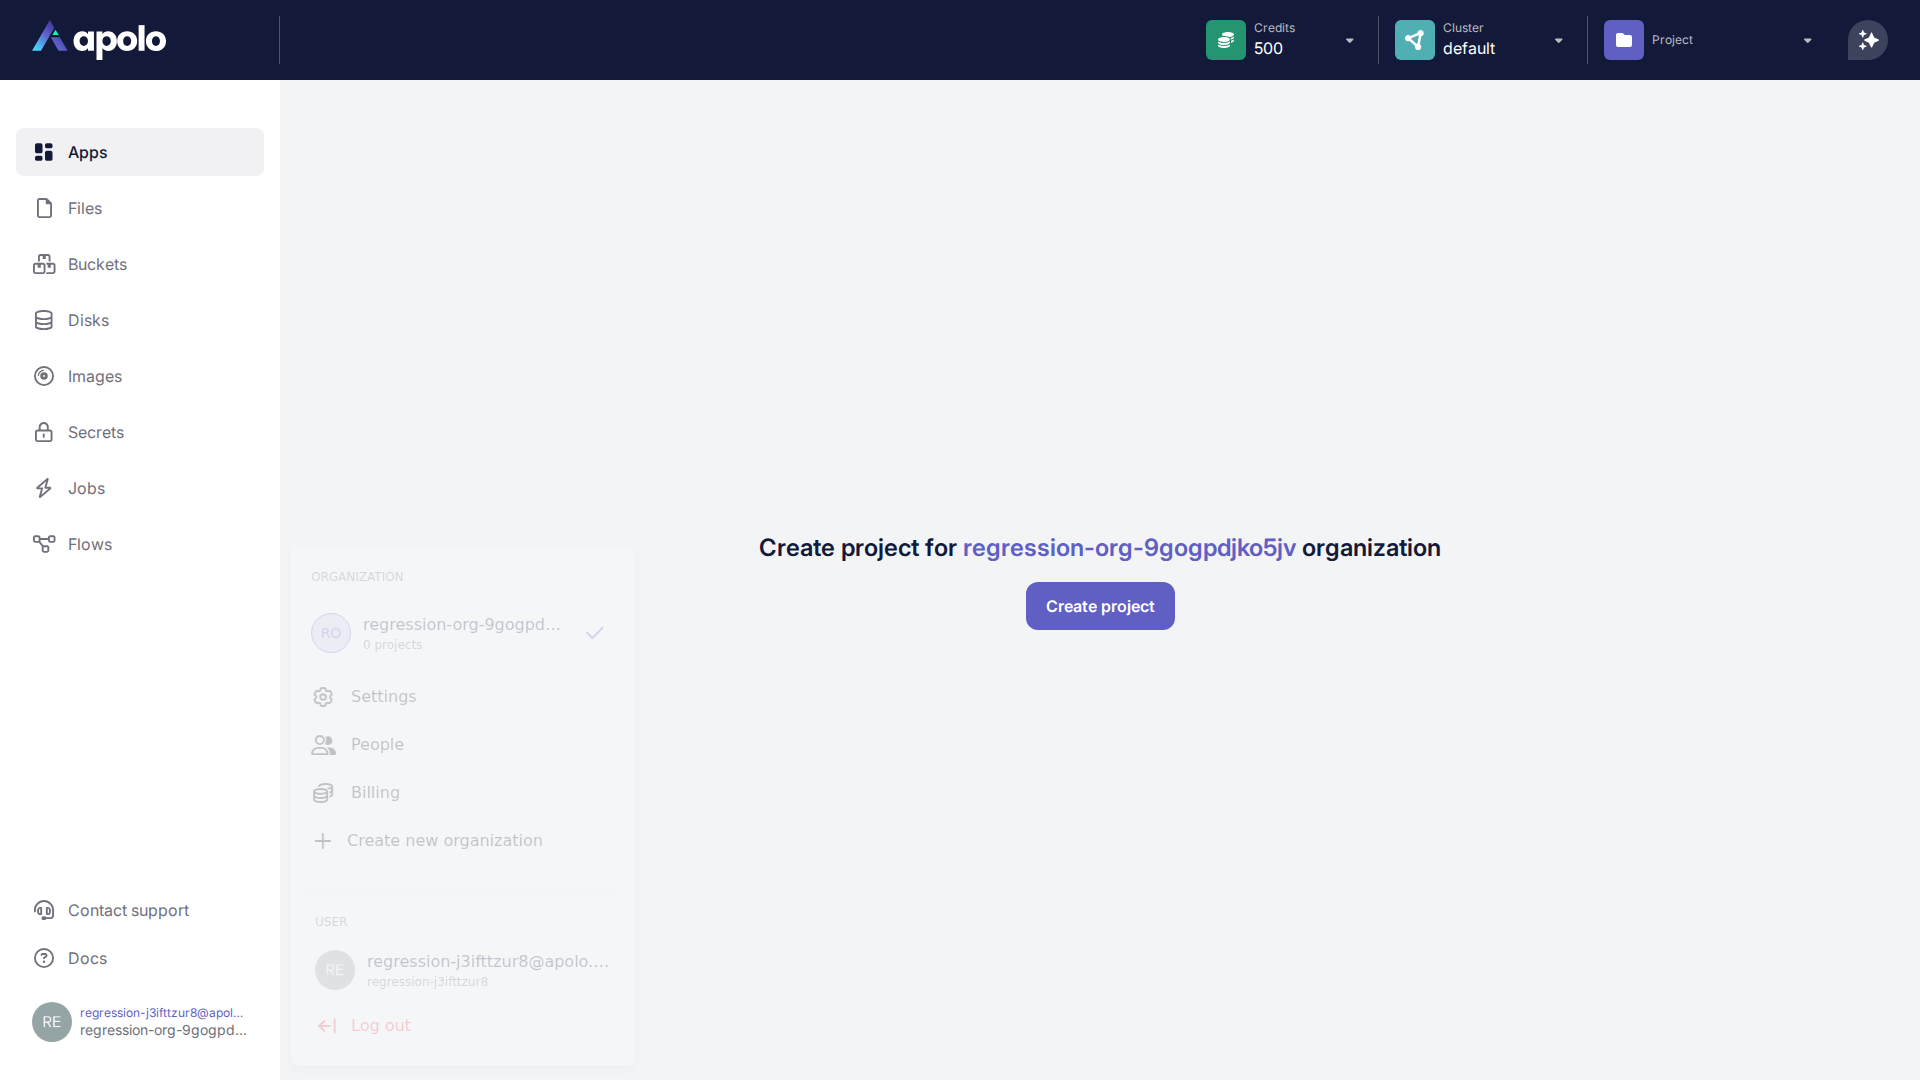 apolo
Credits
500
Cluster
default
Project
Apps
Files
Buckets
Disks
Images
Secrets
Jobs
Flows
Create project for regression-org-9gogpdjko5jv organization
Create project
ORGANIZATION
RO
regression-org-9gogpd...
0 projects
Settings
People
Billing
Create new organization
USER
RE
regression-j3ifttzur8@apolo....
regression-j3ifttzur8
Log out
Contact support
Docs
RE
regression-j3ifttzur8@apol...
regression-org-9gogpd...